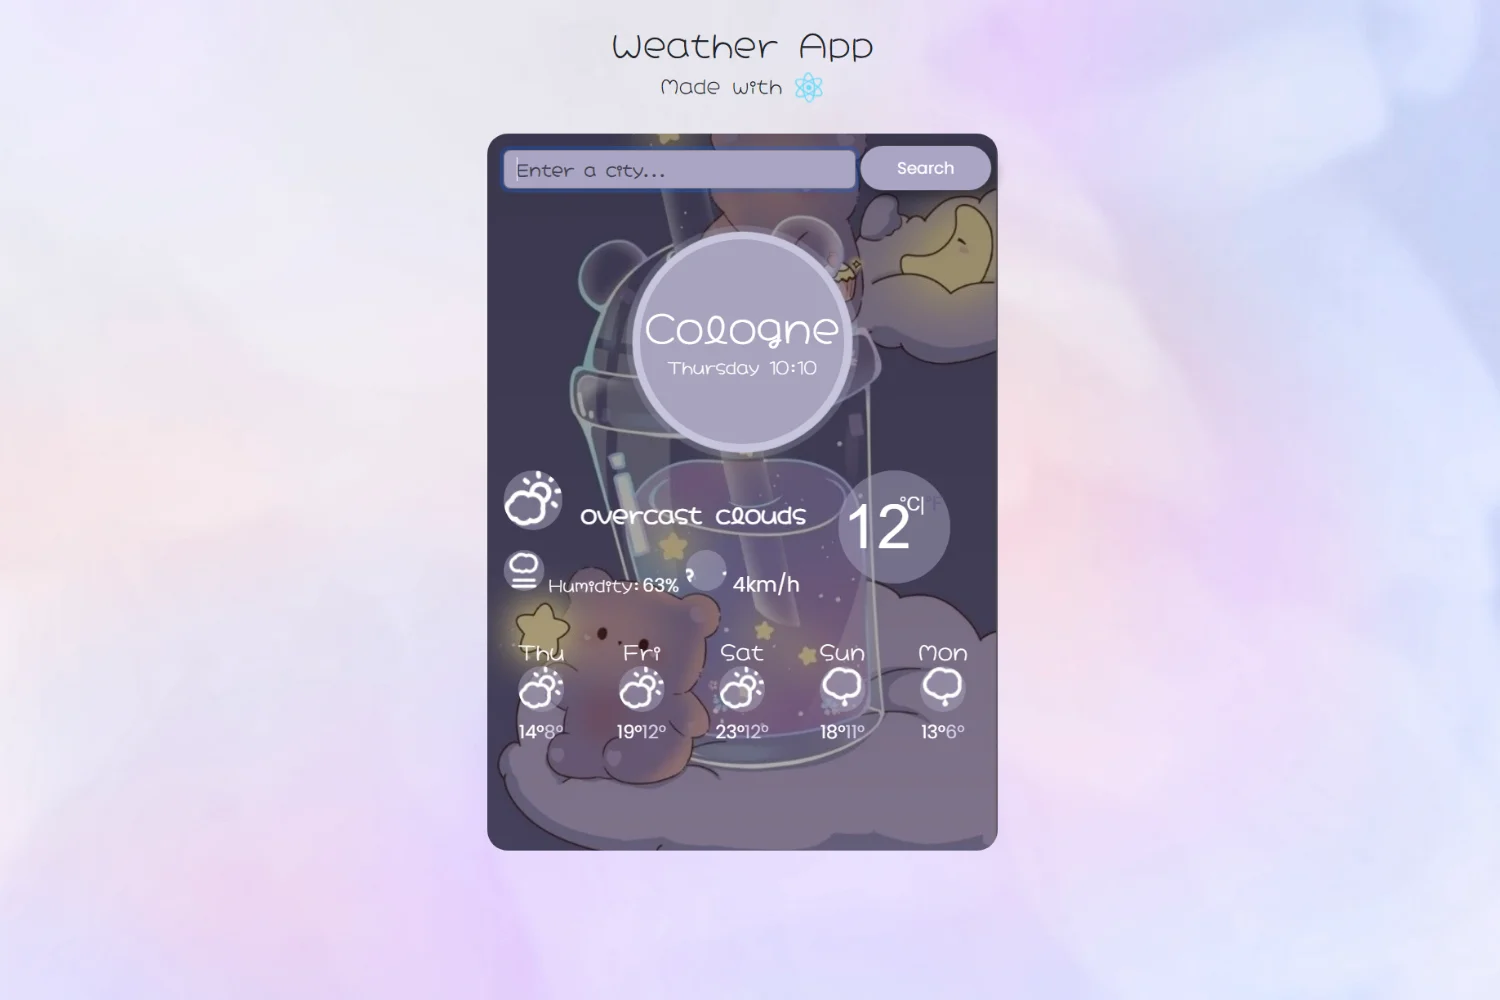 Weather App
Made with
Enter a city...
Search
Cologne
Thursday 10:10
overcast clouds
12 °C|°F
Humidity: 63% 4km/h
Thu Fri Sat Sun Mon
14°8° 19°12° 23°12° 18°11° 13°6°